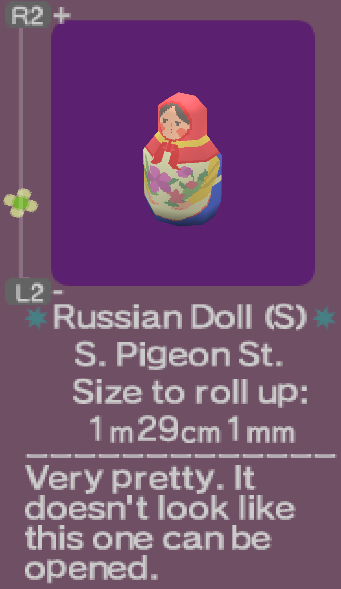 R2 +
L2 -
Russian Doll (S)
S. Pigeon St.
Size to roll up:
1m29cm1mm
Very pretty. It
doesn't look like
this one can be
opened.